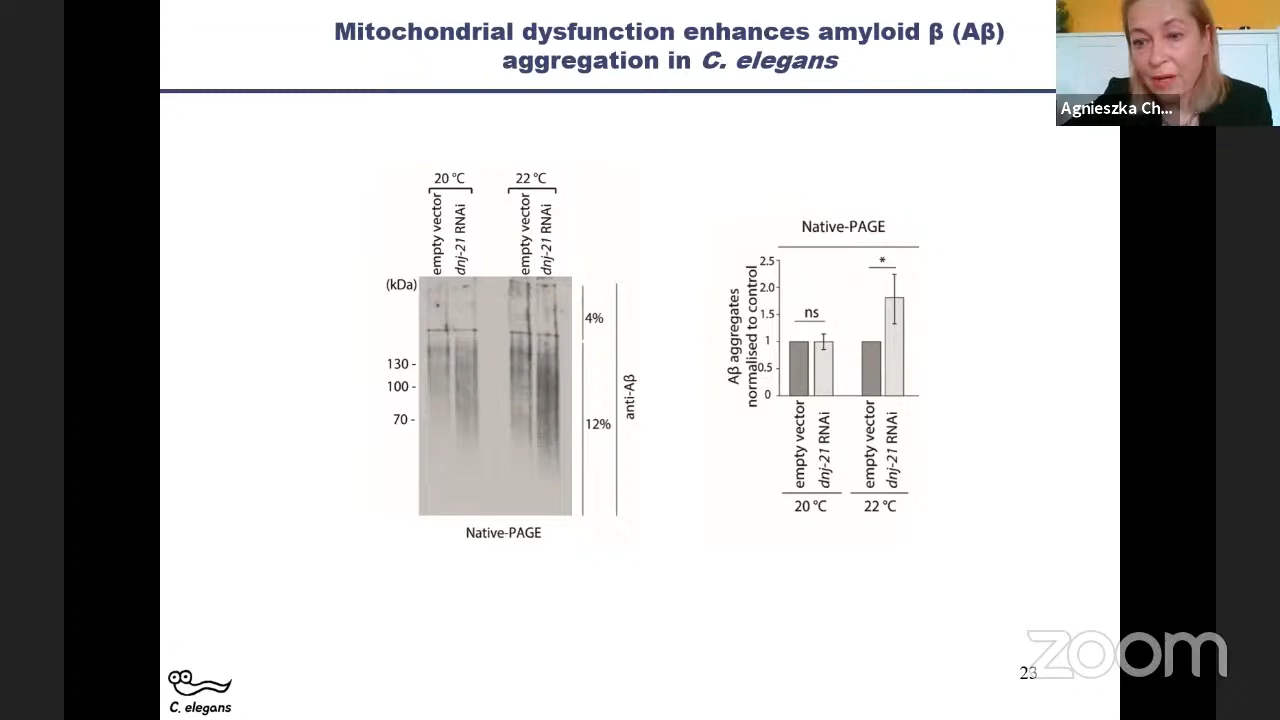 Mitochondrial dysfunction enhances amyloid β (Aβ)
aggregation in C. elegans
Agnieszka Ch...
20 °C
22 °C
empty vector
dnj-21 RNAi
empty vector
dnj-21 RNAi
(kDa)
130 -
100 -
70 -
4%
12%
anti-Aβ
Native-PAGE
Native-PAGE
Aβ aggregates
normalised to control
2.5
2.0
1.5
1
0.5
0
ns
*
empty vector
dnj-21 RNAi
empty vector
dnj-21 RNAi
20 °C
22 °C
C. elegans
23
zoom